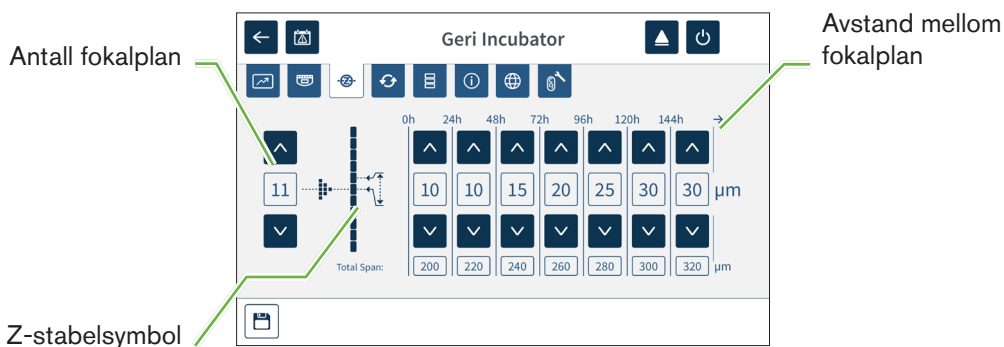 Geri Incubator
Avstand mellom
fokalplan
Antall fokalplan
0h 24h 48h 72h 96h 120h 144h
11 10 10 15 20 25 30 30 µm
Total Span: 200 220 240 260 280 300 320 µm
Z-stabelsymbol